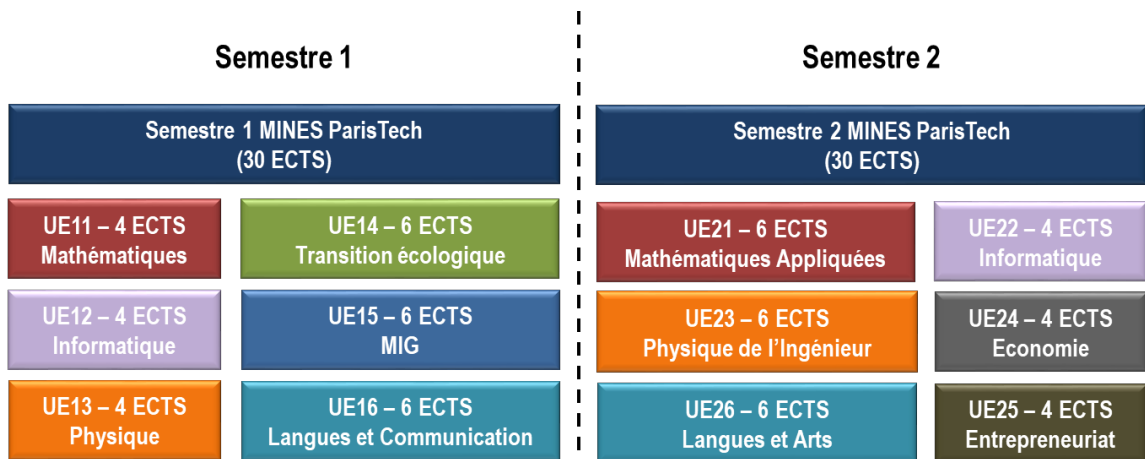 Semestre 1
Semestre 1 MINES ParisTech
(30 ECTS)
UE11 – 4 ECTS
Mathématiques
UE14 – 6 ECTS
Transition écologique
UE12 – 4 ECTS
Informatique
UE15 – 6 ECTS
MIG
UE13 – 4 ECTS
Physique
UE16 – 6 ECTS
Langues et Communication
Semestre 2
Semestre 2 MINES ParisTech
(30 ECTS)
UE21 – 6 ECTS
Mathématiques Appliquées
UE22 – 4 ECTS
Informatique
UE23 – 6 ECTS
Physique de l’Ingénieur
UE24 – 4 ECTS
Economie
UE26 – 6 ECTS
Langues et Arts
UE25 – 4 ECTS
Entrepreneuriat